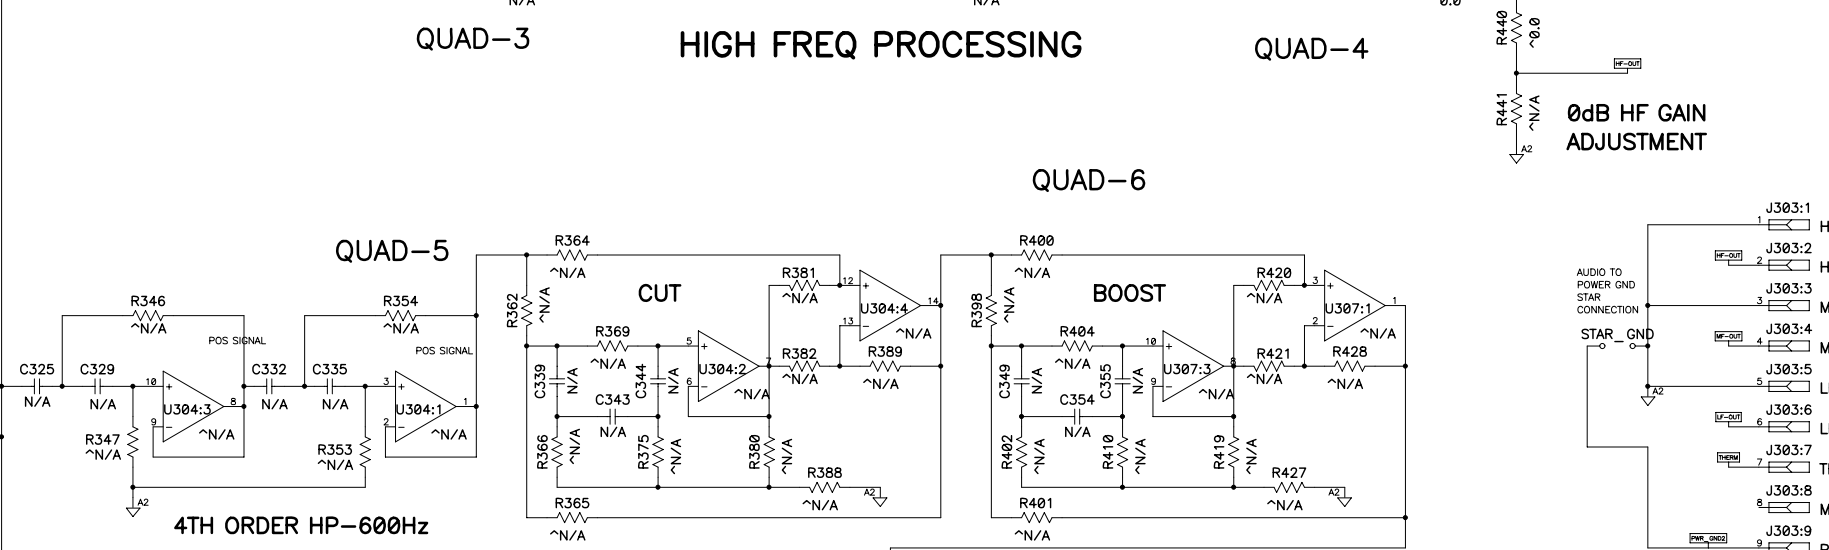 N/A
N/A
0.0
QUAD-3
HIGH FREQ PROCESSING
QUAD-4
R440
^0.0
HF-OUT
R441
^N/A
A2
0dB HF GAIN
ADJUSTMENT
QUAD-6
QUAD-5
R346
^N/A
POS SIGNAL
C325
N/A
C329
N/A
10
+
9
-
U304:3
8
^N/A
R347
^N/A
A2
C332
N/A
C335
N/A
R354
^N/A
POS SIGNAL
3
+
2
-
U304:1
1
^N/A
R353
^N/A
4TH ORDER HP-600Hz
R364
^N/A
R362
^N/A
CUT
R369
^N/A
C339
N/A
C344
N/A
C343
N/A
R366
^N/A
R375
^N/A
5
+
6
-
U304:2
7
^N/A
R380
^N/A
R381
^N/A
R382
^N/A
12
+
13
-
U304:4
14
^N/A
R389
^N/A
R388
^N/A
A2
R365
^N/A
R400
^N/A
R398
^N/A
BOOST
R404
^N/A
C349
N/A
C355
N/A
C354
N/A
R402
^N/A
R410
^N/A
10
+
9
-
U307:3
8
^N/A
R419
^N/A
R420
^N/A
R421
^N/A
3
+
2
-
U307:1
1
^N/A
R428
^N/A
R427
^N/A
A2
R401
^N/A
AUDIO TO
POWER GND
STAR
CONNECTION
STAR_GND
A2
J303:1
1
H
J303:2
HF-OUT
2
H
J303:3
3
M
J303:4
MF-OUT
4
M
J303:5
5
L
J303:6
LF-OUT
6
L
J303:7
THERM
7
T
J303:8
8
M
J303:9
PWR_GND2
9